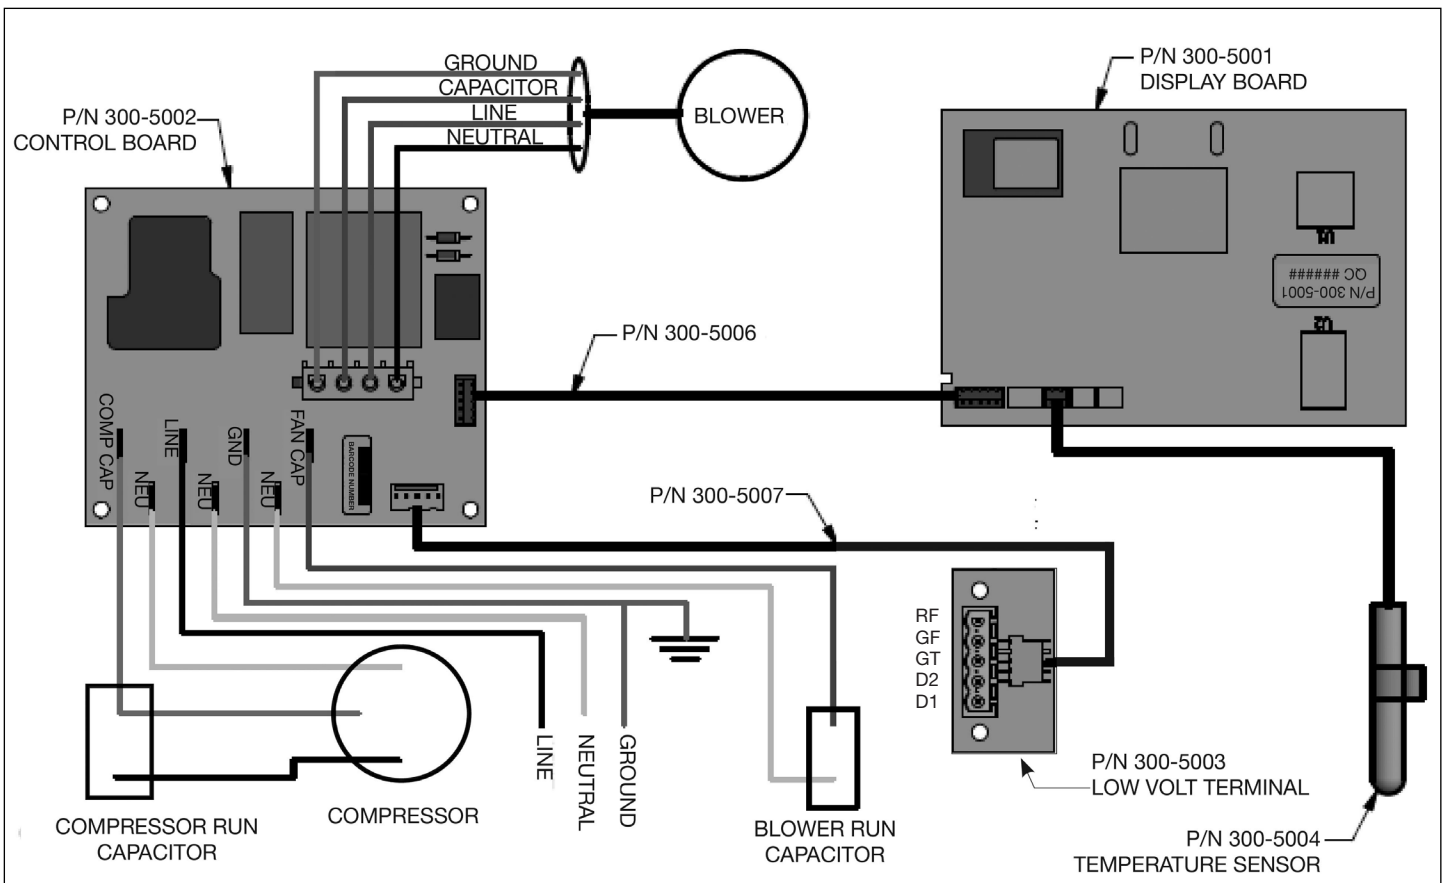 GROUND
CAPACITOR
LINE
NEUTRAL
BLOWER
P/N 300-5001
DISPLAY BOARD
P/N 300-5002
CONTROL BOARD
U1
P/N 300-5001
QC ######
U2
P/N 300-5006
COMP CAP
LINE
GND
FAN CAP
NEU
NEU
NEU
BARCODE NUMBER
P/N 300-5007
RF
GF
GT
D2
D1
LINE
NEUTRAL
GROUND
P/N 300-5003
LOW VOLT TERMINAL
COMPRESSOR
COMPRESSOR RUN
CAPACITOR
BLOWER RUN
CAPACITOR
P/N 300-5004
TEMPERATURE SENSOR